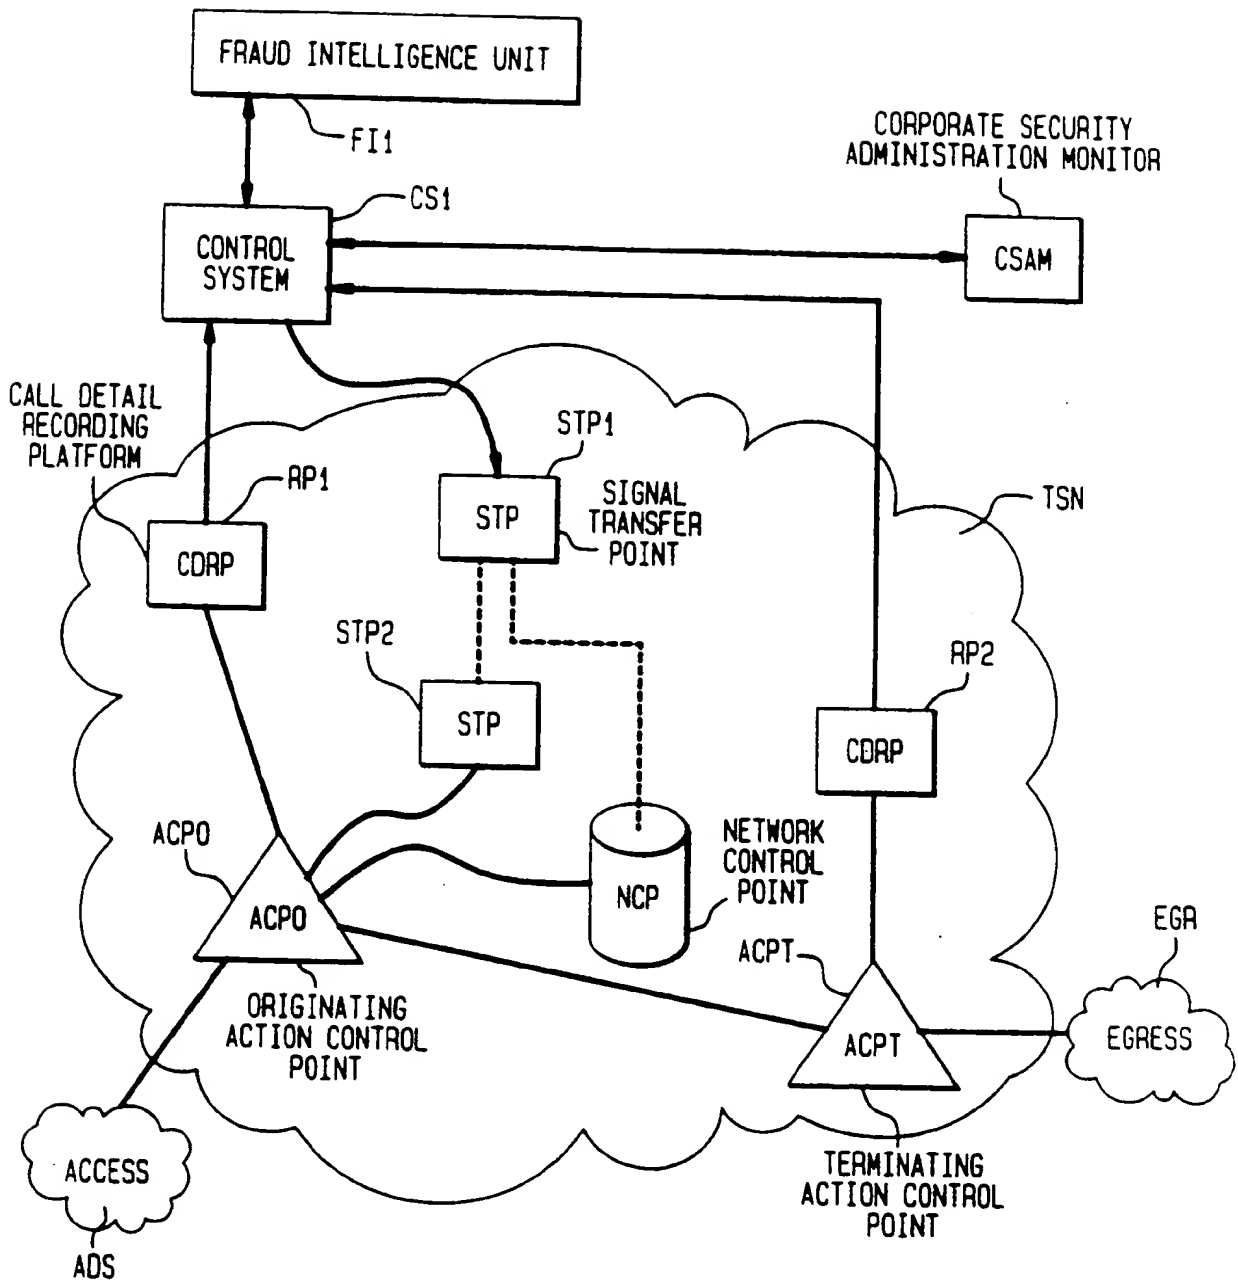 FRAUD INTELLIGENCE UNIT
FI1
CORPORATE SECURITY
ADMINISTRATION MONITOR
CS1
CONTROL
SYSTEM
CSAM
CALL DETAIL
RECORDING
PLATFORM
RP1
CDRP
STP1
STP
SIGNAL
TRANSFER
POINT
TSN
STP2
STP
RP2
CDRP
ACPO
ACPO
ORIGINATING
ACTION CONTROL
POINT
NCP
NETWORK
CONTROL
POINT
ACPT
ACPT
TERMINATING
ACTION CONTROL
POINT
EGR
EGRESS
ACCESS
ADS